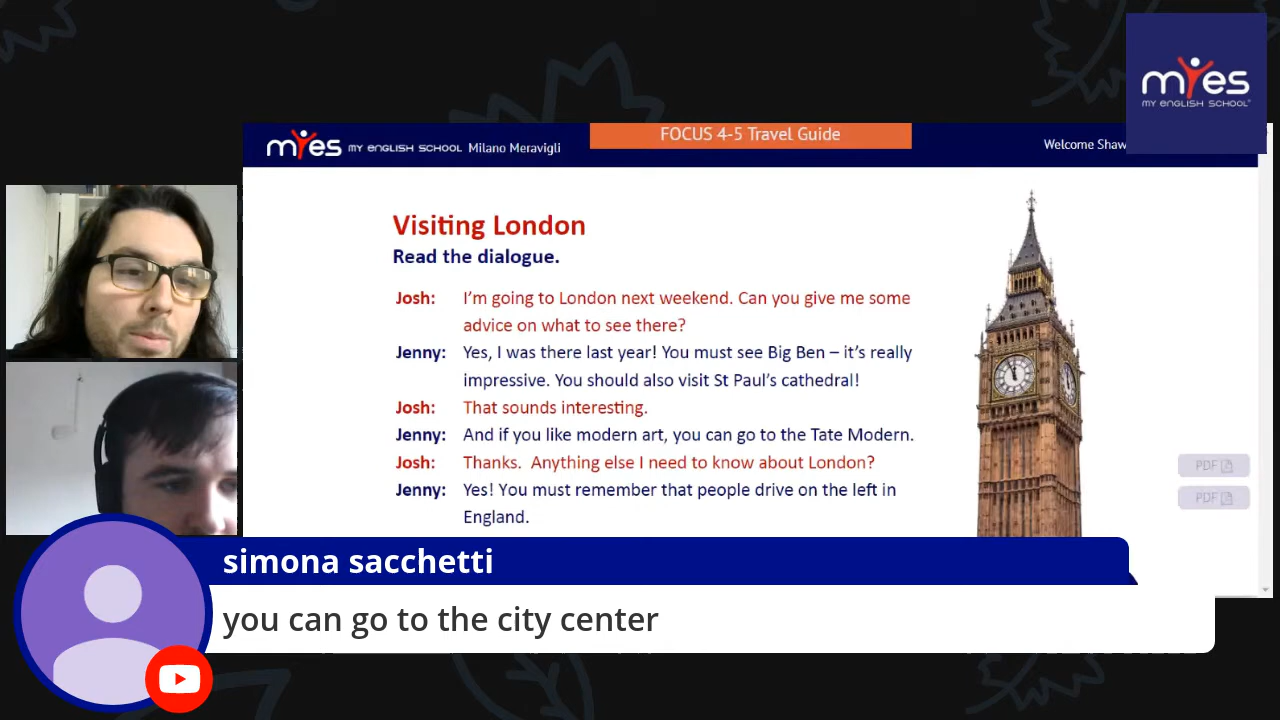 myes
MY ENGLISH SCHOOL
myes MY ENGLISH SCHOOL Milano Meravigli
FOCUS 4-5 Travel Guide
Welcome Shaw
Visiting London
Read the dialogue.
Josh: I'm going to London next weekend. Can you give me some
advice on what to see there?
Jenny: Yes, I was there last year! You must see Big Ben – it's really
impressive. You should also visit St Paul's cathedral!
Josh: That sounds interesting.
Jenny: And if you like modern art, you can go to the Tate Modern.
Josh: Thanks. Anything else I need to know about London?
Jenny: Yes! You must remember that people drive on the left in
England.
PDF
PDF
simona sacchetti
you can go to the city center